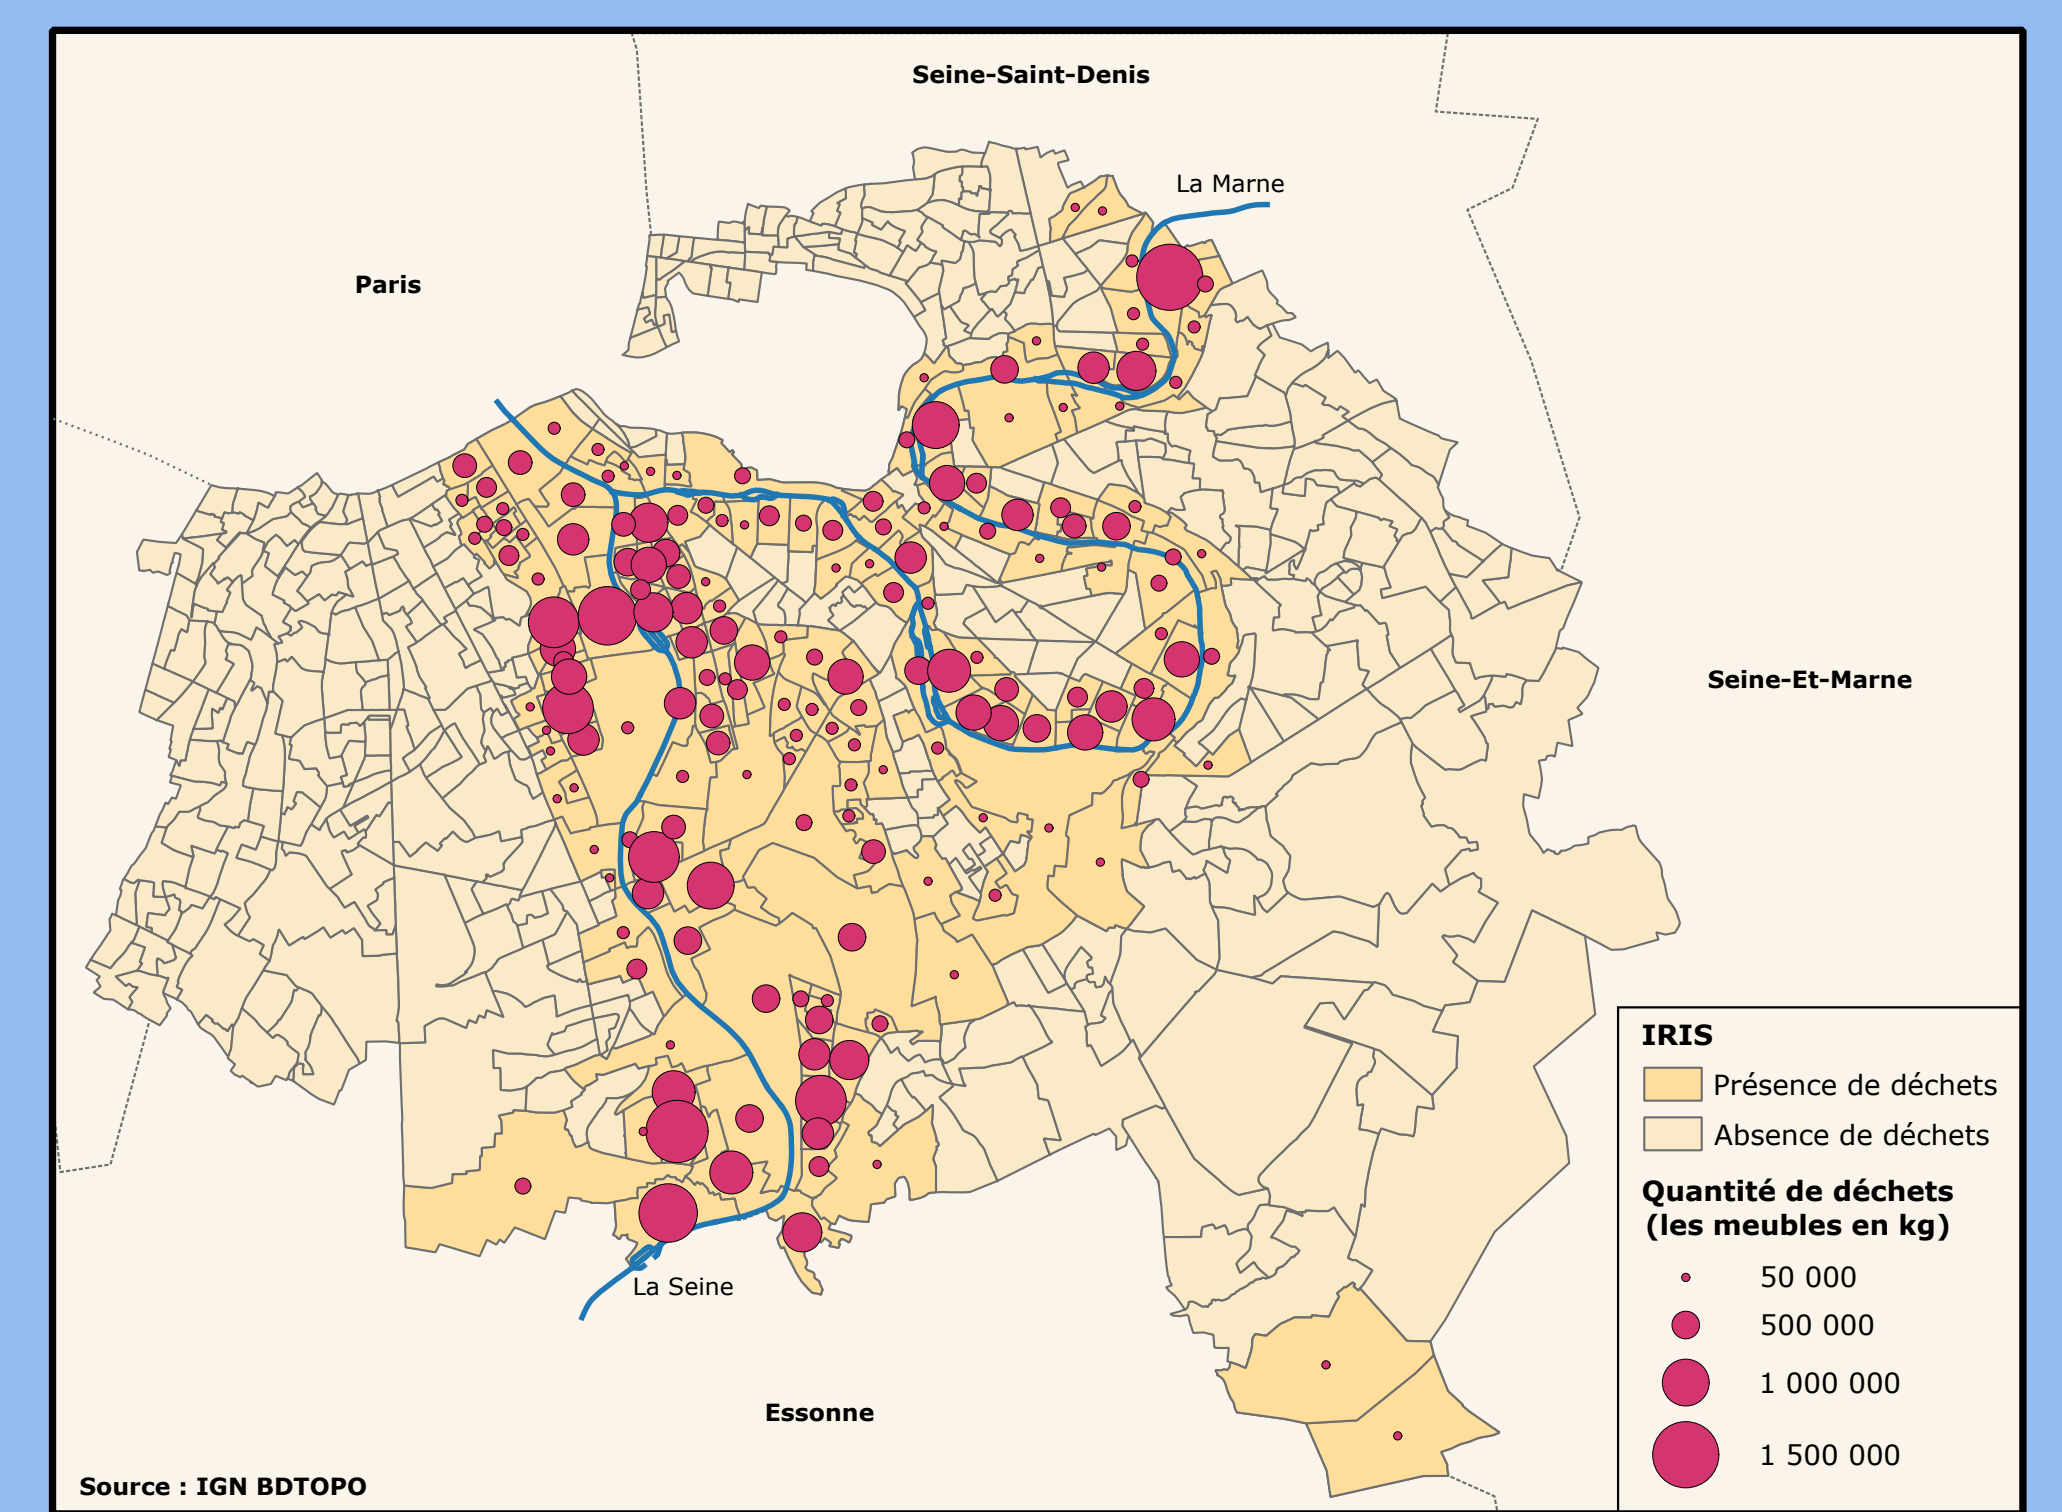 Seine-Saint-Denis
La Marne
Paris
Seine-Et-Marne
La Seine
Essonne
IRIS
Présence de déchets
Absence de déchets
Quantité de déchets
(les meubles en kg)
50 000
500 000
1 000 000
1 500 000
Source : IGN BDTOPO